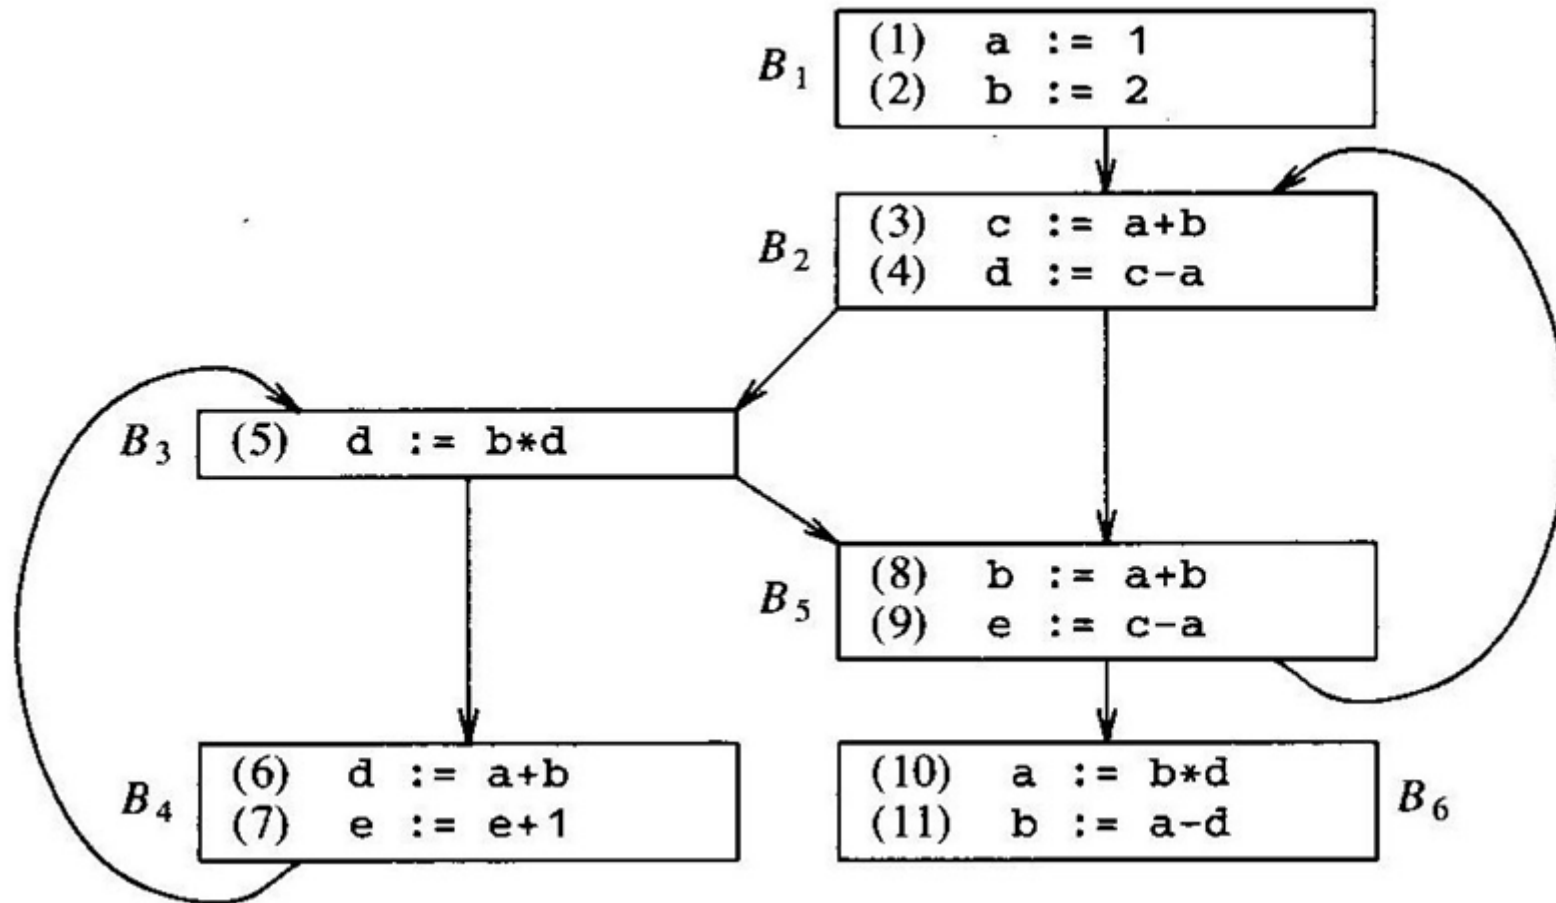 B1
(1) a := 1
(2) b := 2
B2
(3) c := a+b
(4) d := c-a
B3
(5) d := b*d
B5
(8) b := a+b
(9) e := c-a
B4
(6) d := a+b
(7) e := e+1
(10) a := b*d
(11) b := a-d
B6